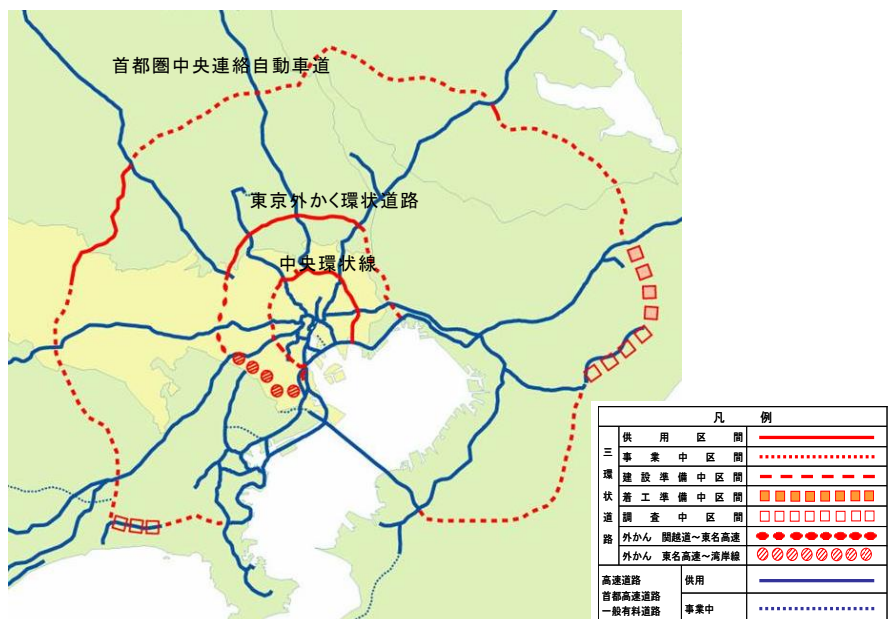 首都圏中央連絡自動車道
東京外かく環状道路
中央環状線
凡 例
三環状道路
供用区間
事業中区間
建設準備中区間
着工準備中区間
調査中区間
外かん 関越道～東名高速
外かん 東名高速～湾岸線
高速道路
首都高速道路
一般有料道路
供用
事業中